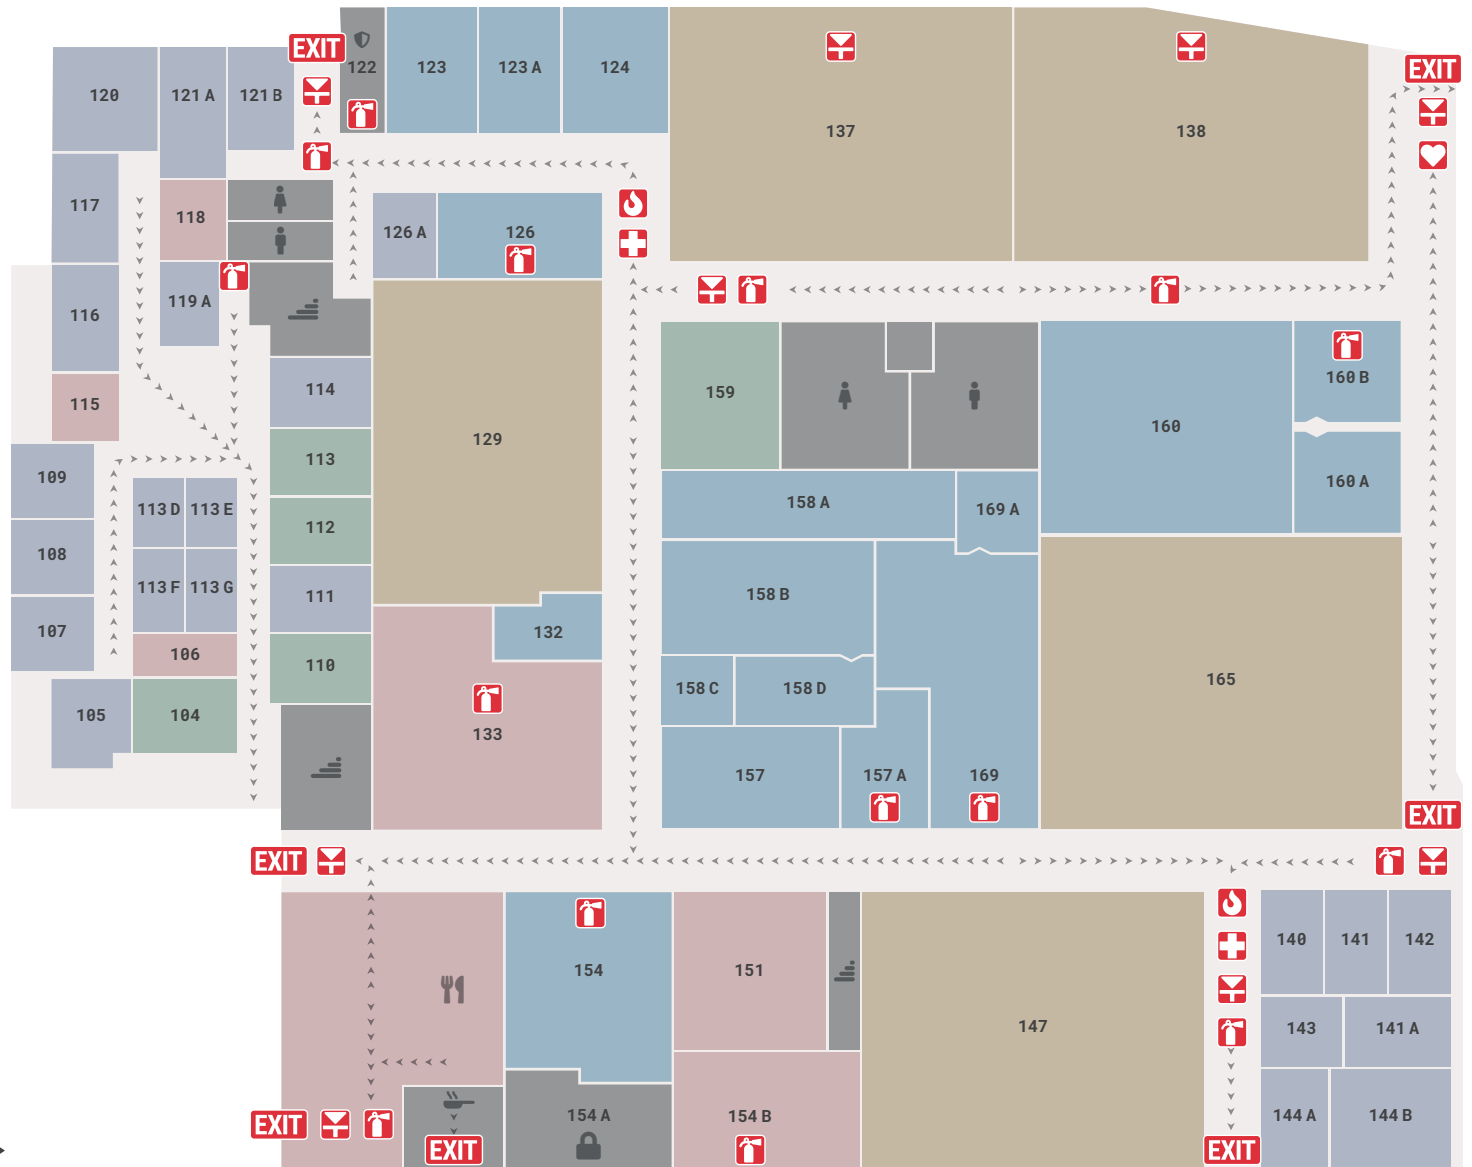 EXIT
122
123
123 A
124
120
121 A
121 B
EXIT
137
138
117
118
126 A
126
116
119 A
115
114
129
159
160
160 B
160 A
113
109
113 D
113 E
112
158 A
169 A
108
113 F
113 G
111
158 B
107
106
110
132
105
104
133
158 C
158 D
165
157
157 A
169
EXIT
EXIT
154
151
147
140
141
142
143
141 A
EXIT
EXIT
154 A
154 B
EXIT
144 A
144 B